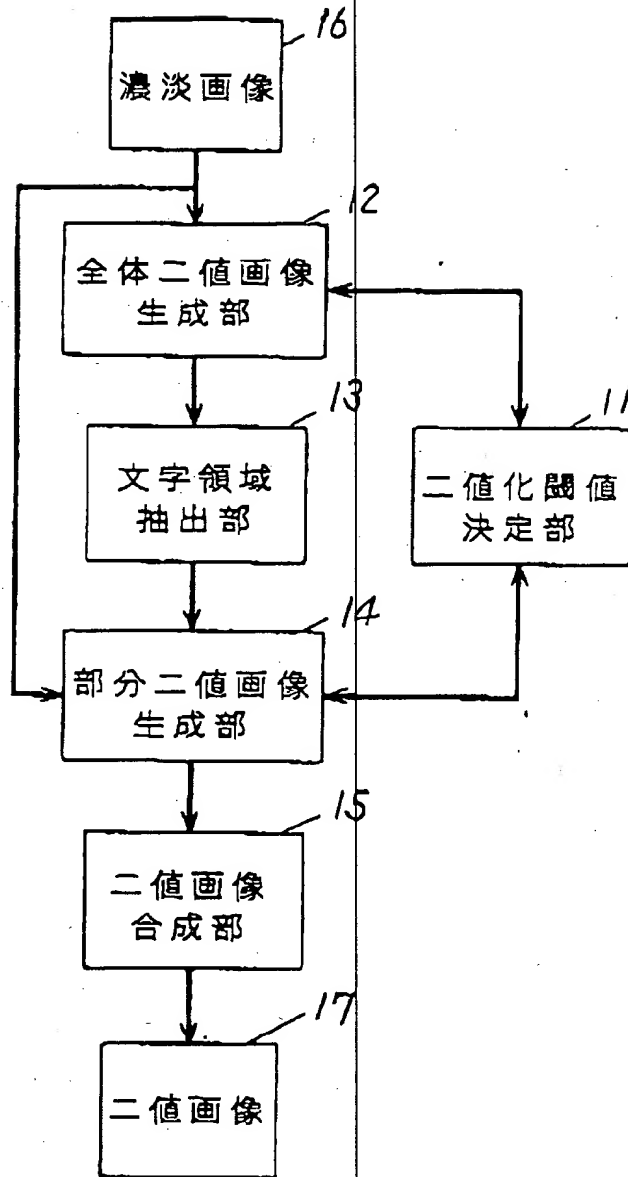 16
濃淡画像
12
全体二値画像
生成部
13
文字領域
抽出部
11
二値化閾値
決定部
14
部分二値画像
生成部
15
二値画像
合成部
17
二値画像